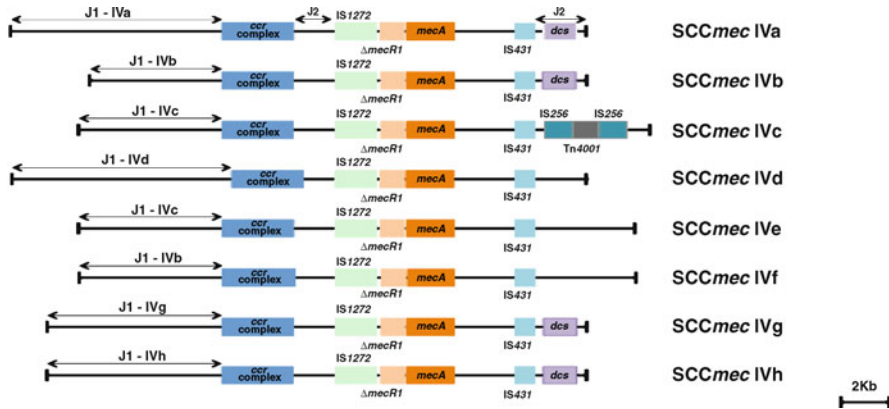 J1 - IVa J2 IS1272 J2
ccr complex mecA dcs SCCmec IVa
ΔmecR1 IS431
J1 - IVb IS1272
ccr complex mecA dcs SCCmec IVb
ΔmecR1 IS431
J1 - IVc IS1272 IS256 IS256
ccr complex mecA SCCmec IVc
ΔmecR1 IS431 Tn4001
J1 - IVd IS1272
ccr complex mecA SCCmec IVd
ΔmecR1 IS431
J1 - IVc IS1272
ccr complex mecA SCCmec IVe
ΔmecR1 IS431
J1 - IVb IS1272
ccr complex mecA SCCmec IVf
ΔmecR1 IS431
J1 - IVg IS1272
ccr complex mecA dcs SCCmec IVg
ΔmecR1 IS431
J1 - IVh IS1272
ccr complex mecA dcs SCCmec IVh
ΔmecR1 IS431
2Kb